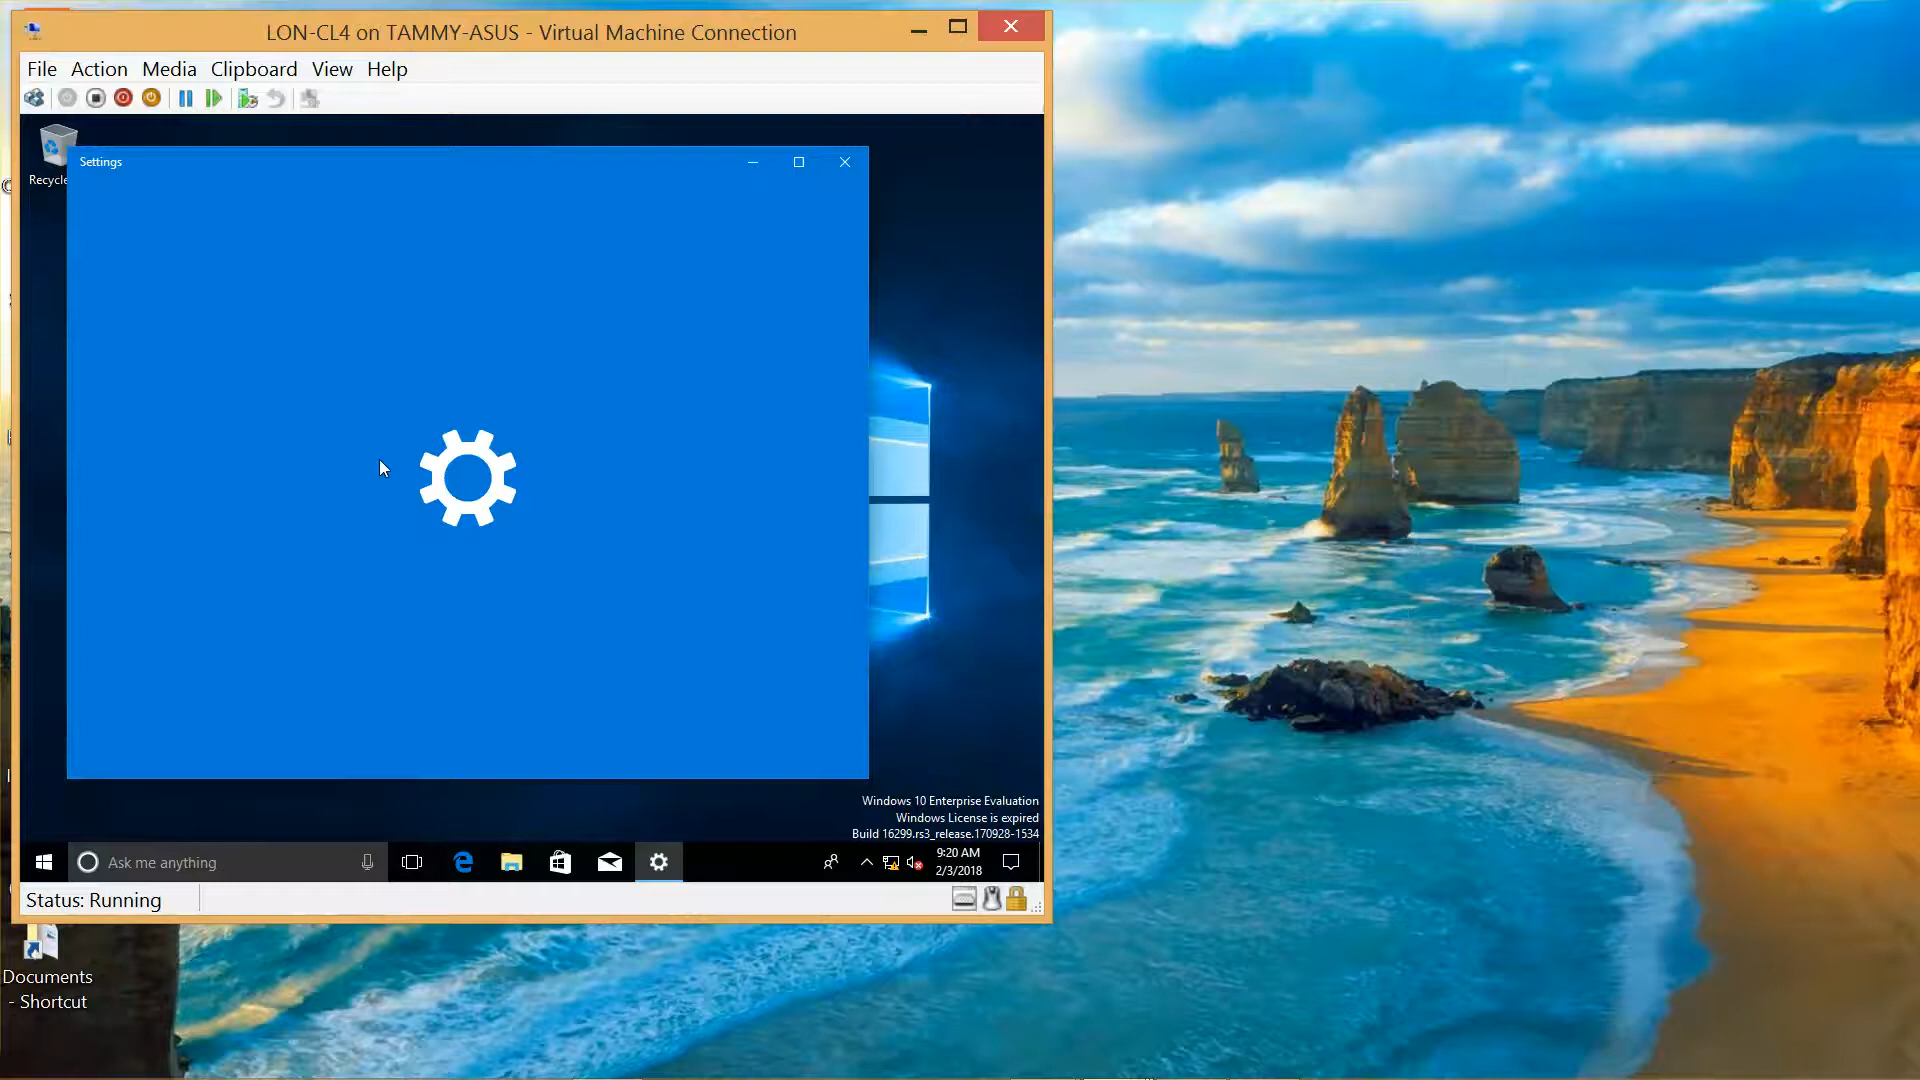 LON-CL4 on TAMMY-ASUS - Virtual Machine Connection
File Action Media Clipboard View Help
Recycle
Settings
Windows 10 Enterprise Evaluation
Windows License is expired
Build 16299.rs3_release.170928-1534
Ask me anything
9:20 AM
2/3/2018
Status: Running
Documents
- Shortcut